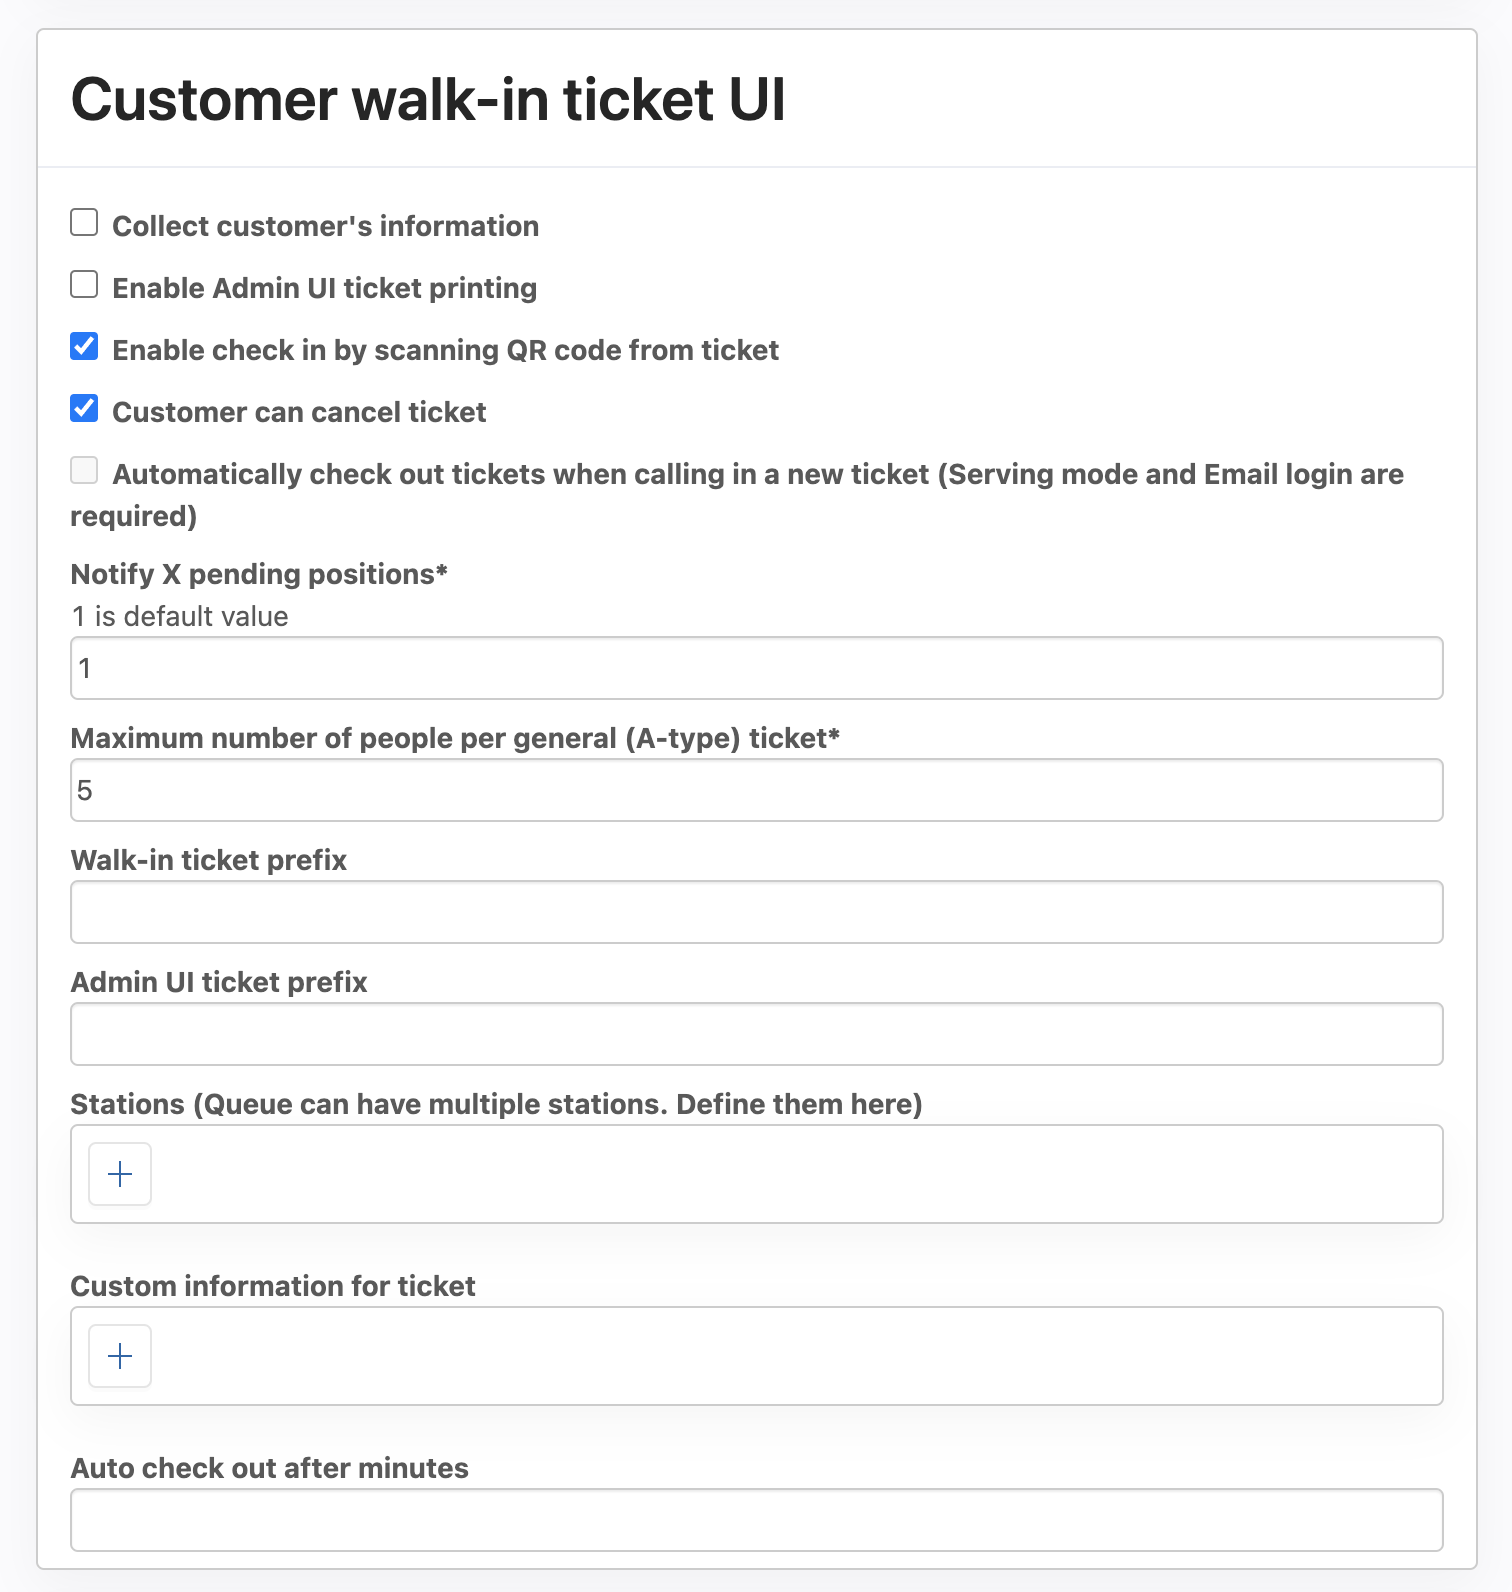 Customer walk-in ticket UI
Collect customer's information
Enable Admin UI ticket printing
Enable check in by scanning QR code from ticket
Customer can cancel ticket
Automatically check out tickets when calling in a new ticket (Serving mode and Email login are
required)
Notify X pending positions*
1 is default value
1
Maximum number of people per general (A-type) ticket*
5
Walk-in ticket prefix
Admin UI ticket prefix
Stations (Queue can have multiple stations. Define them here)
Custom information for ticket
Auto check out after minutes